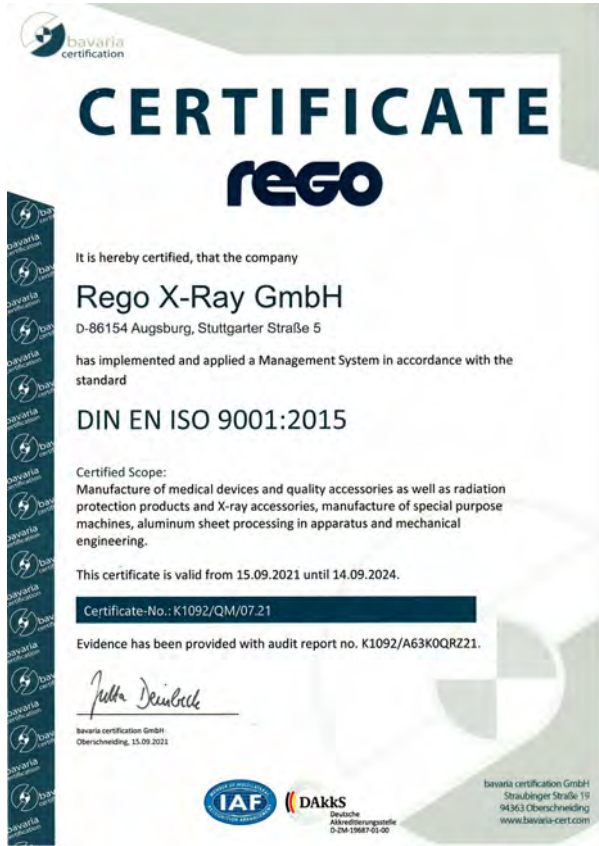 bavaria
certification
CERTIFICATE
rego
It is hereby certified, that the company
Rego X-Ray GmbH
D-86154 Augsburg, Stuttgarter Straße 5
has implemented and applied a Management System in accordance with the
standard
DIN EN ISO 9001:2015
Certified Scope:
Manufacture of medical devices and quality accessories as well as radiation
protection products and X-ray accessories, manufacture of special purpose
machines, aluminum sheet processing in apparatus and mechanical
engineering.
This certificate is valid from 15.09.2021 until 14.09.2024.
Certificate-No.: K1092/QM/07.21
Evidence has been provided with audit report no. K1092/A63K0QRZ21.
Jutta Deinbeck
bavaria certification GmbH
Oberschneiding, 15.09.2021
IAF
DAkkS
Deutsche
Akkreditierungsstelle
D-ZM-19687-01-00
bavaria certification GmbH
Straubinger Straße 19
94363 Oberschneiding
www.bavaria-cert.com